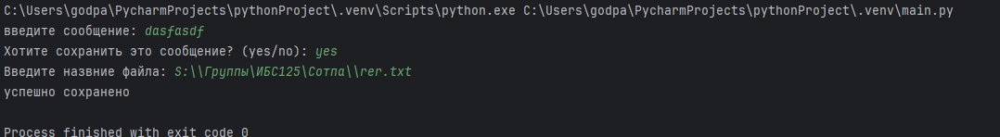 C:\Users\godpa\PycharmProjects\pythonProject\.venv\Scripts\python.exe C:\Users\godpa\PycharmProjects\pythonProject\.venv\main.py
введите сообщение: dasfasdf
Хотите сохранить это сообщение? (yes/no): yes
Введите назвние файла: S:\\Группы\ИБС125\Сотпа\\rer.txt
успешно сохранено
Process finished with exit code 0